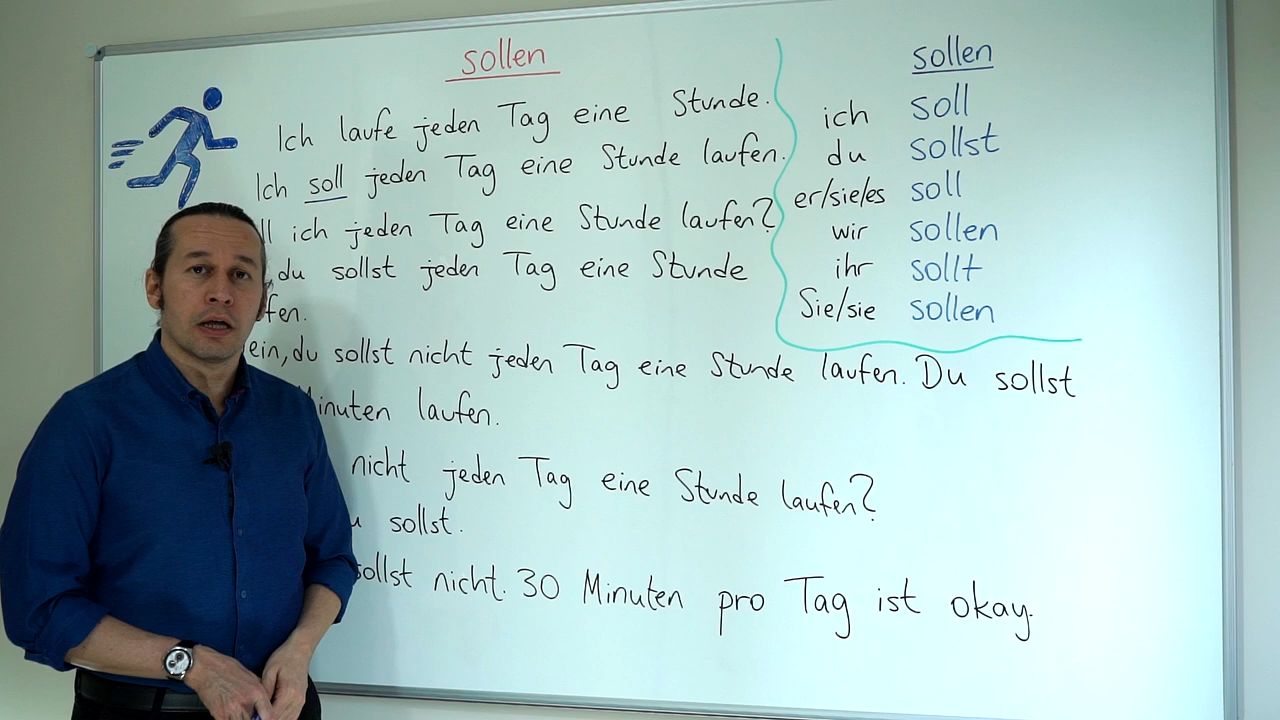 sollen
Ich laufe jeden Tag eine Stunde.
Ich soll jeden Tag eine Stunde laufen.
ll ich jeden Tag eine Stunde laufen?
,du sollst jeden Tag eine Stunde
fen.
ein, du sollst nicht jeden Tag eine Stunde laufen. Du sollst
Minuten laufen.
nicht jeden Tag eine Stunde laufen?
u sollst.
sollst nicht. 30 Minuten pro Tag ist okay.
sollen
ich soll
du sollst
er/sie/es soll
wir sollen
ihr sollt
Sie/sie sollen